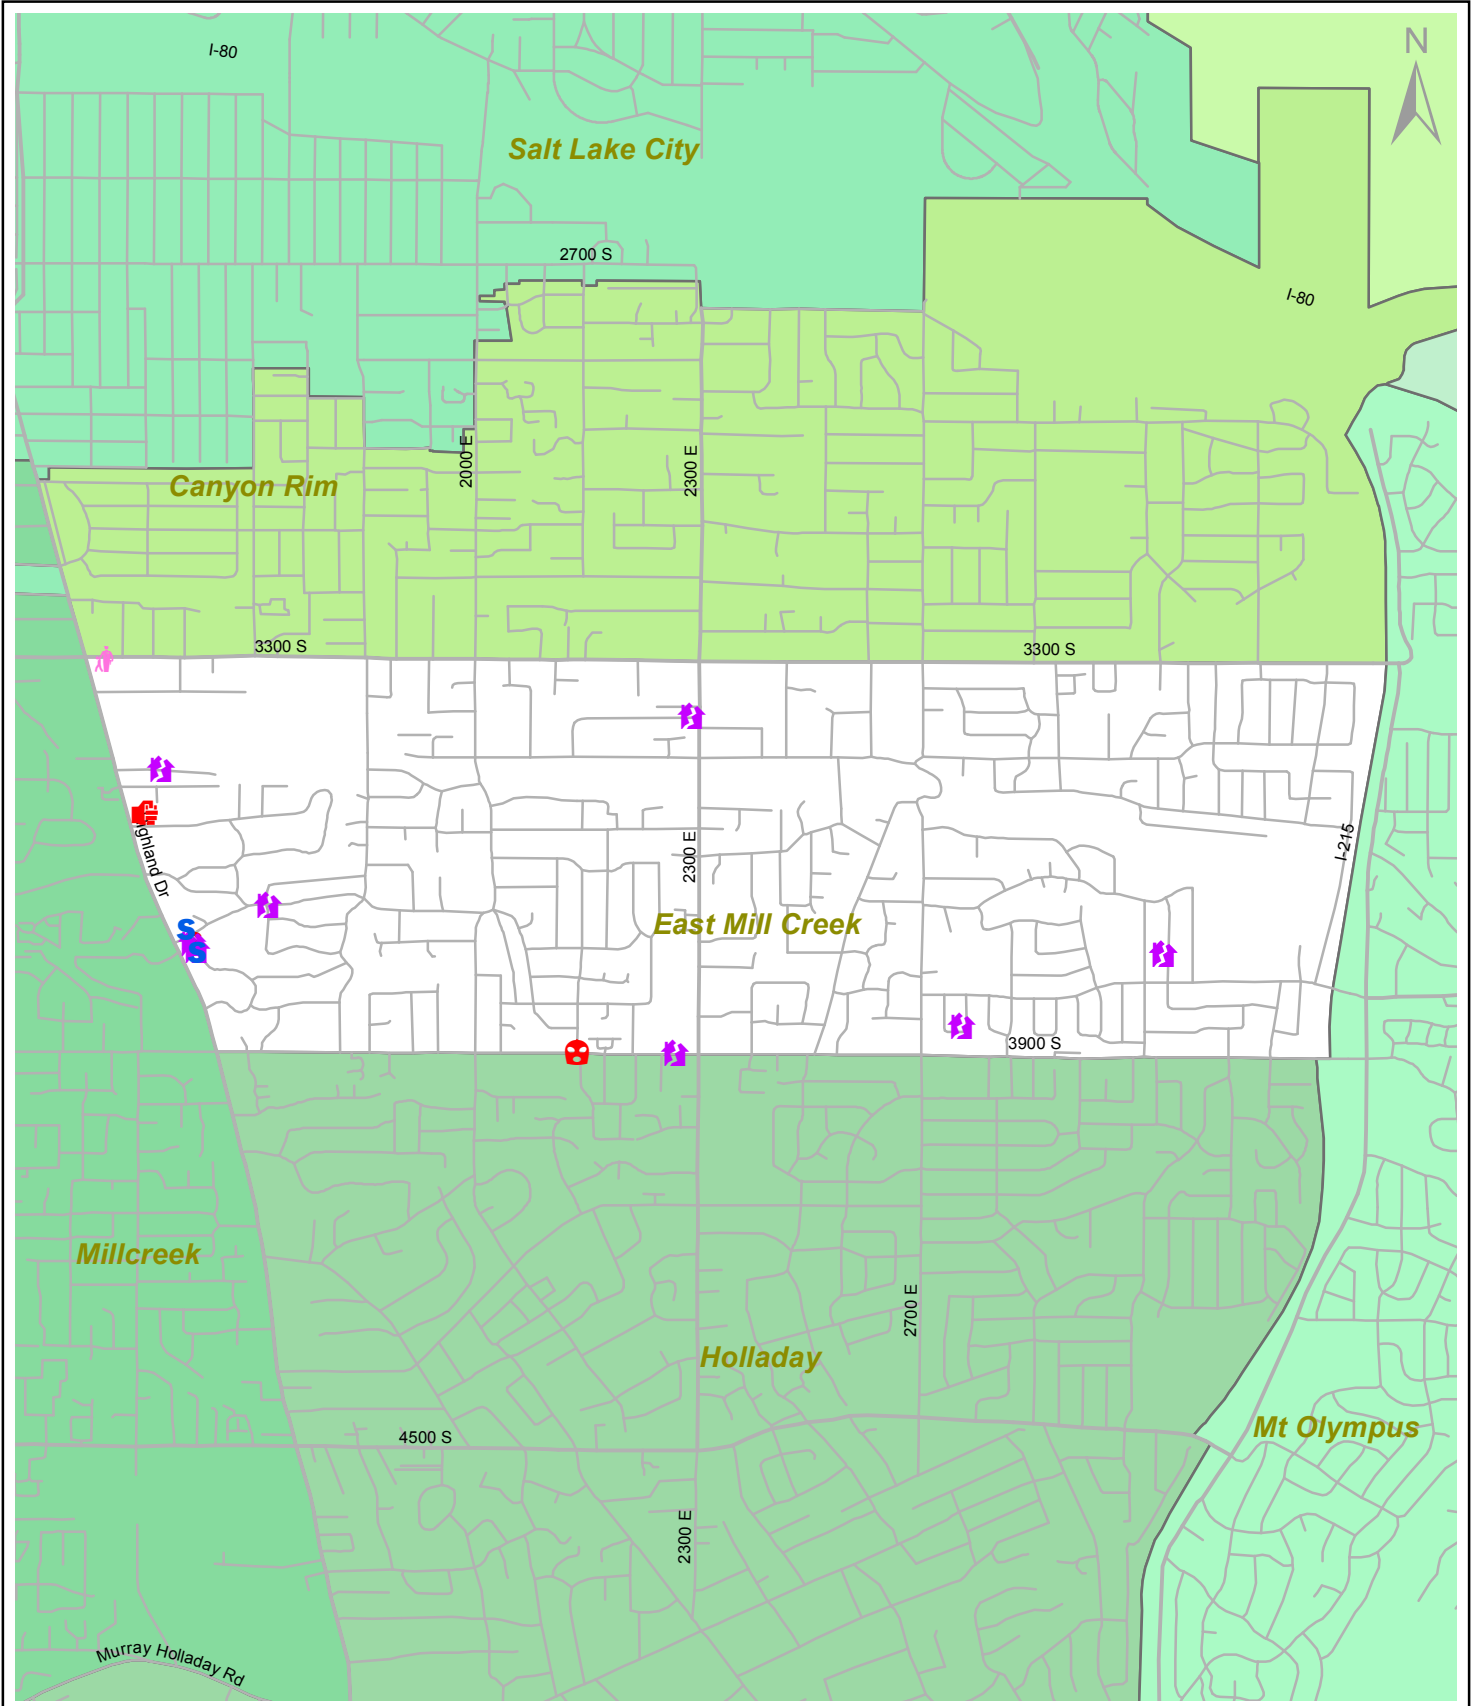 I-80
N
Salt Lake City
2700 S
I-80
2000 E
2300 E
Canyon Rim
3300 S
3300 S
ighland Dr
2300 E
I-215
East Mill Creek
S
S
3900 S
Millcreek
2700 E
Holladay
Mt Olympus
4500 S
2300 E
Murray Holladay Rd